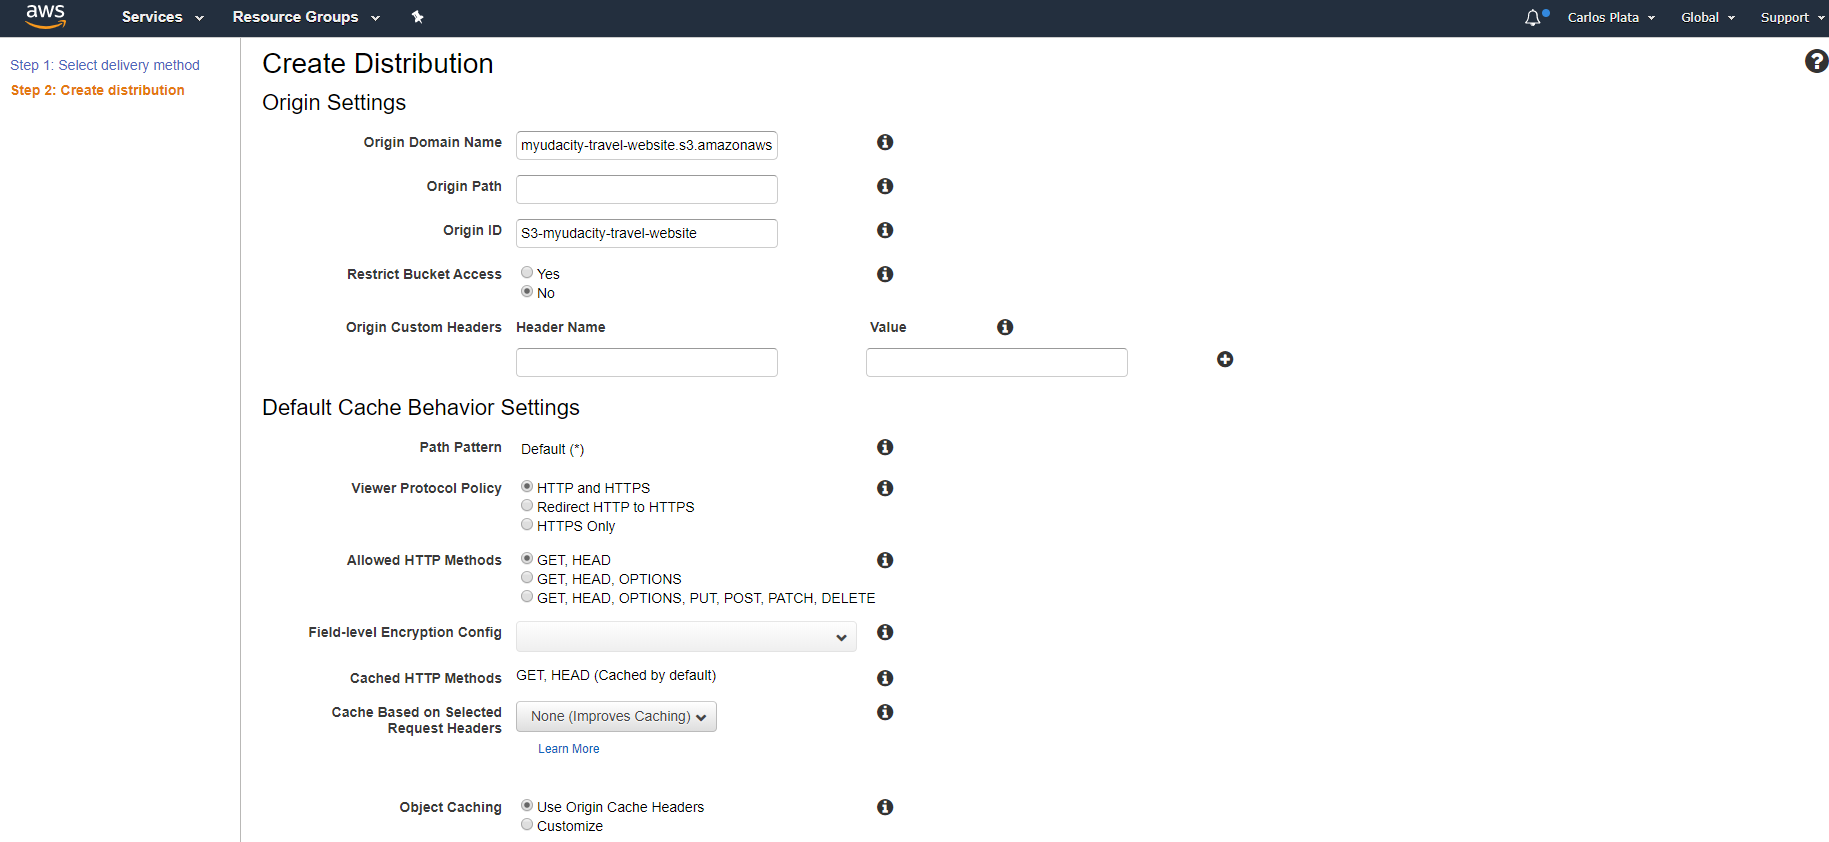 aws
Services
Resource Groups
Carlos Plata
Global
Support
Step 1: Select delivery method
Step 2: Create distribution
Create Distribution
Origin Settings
Origin Domain Name
myudacity-travel-website.s3.amazonaws
Origin Path
Origin ID
S3-myudacity-travel-website
Restrict Bucket Access
Yes
No
Origin Custom Headers
Header Name
Value
Default Cache Behavior Settings
Path Pattern
Default (*)
Viewer Protocol Policy
HTTP and HTTPS
Redirect HTTP to HTTPS
HTTPS Only
Allowed HTTP Methods
GET, HEAD
GET, HEAD, OPTIONS
GET, HEAD, OPTIONS, PUT, POST, PATCH, DELETE
Field-level Encryption Config
Cached HTTP Methods
GET, HEAD (Cached by default)
Cache Based on Selected
Request Headers
None (Improves Caching)
Learn More
Object Caching
Use Origin Cache Headers
Customize